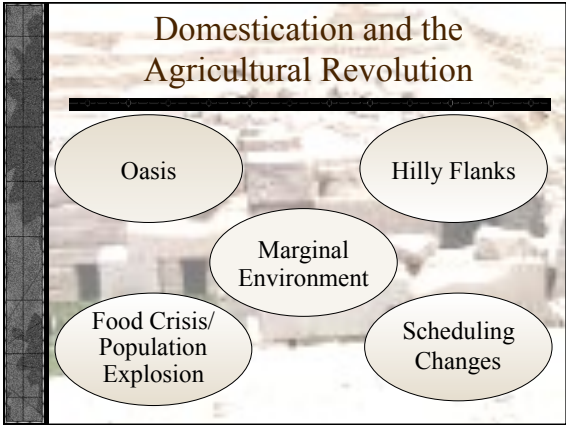 Domestication and the
Agricultural Revolution
Oasis
Hilly Flanks
Marginal
Environment
Food Crisis/
Population
Explosion
Scheduling
Changes